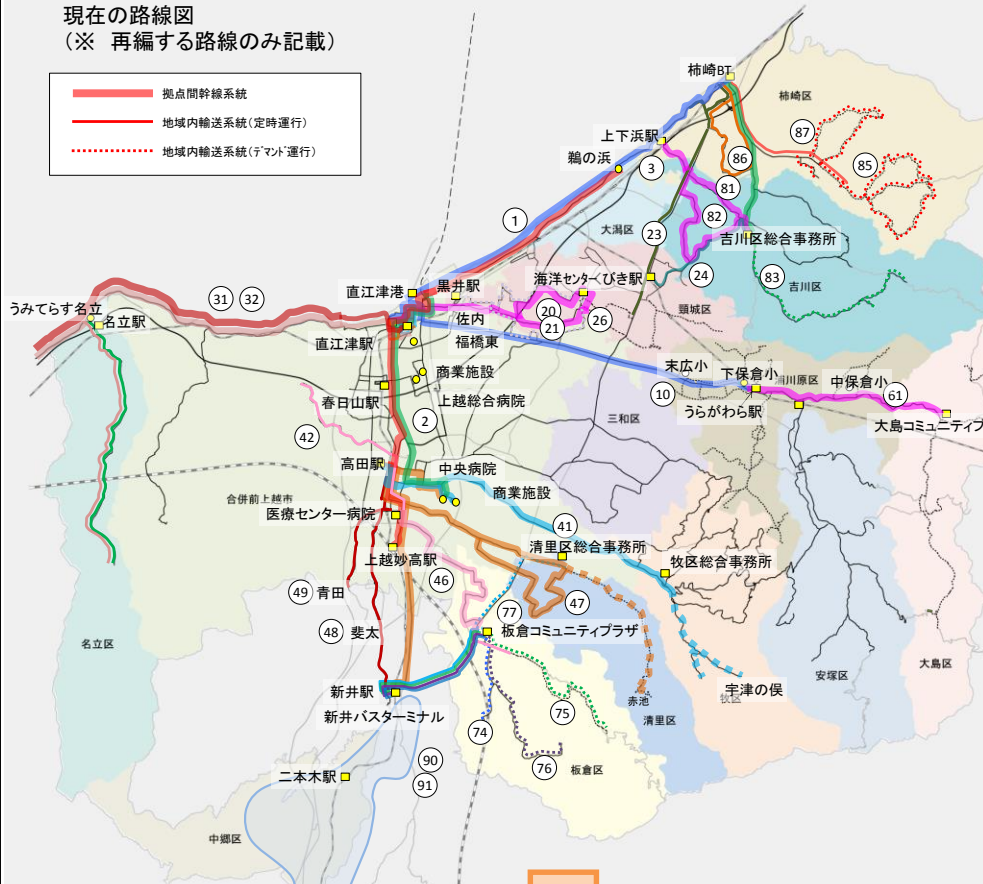 現在の路線図
(※ 再編する路線のみ記載)
拠点間幹線系統
地域内輸送系統(定時運行)
地域内輸送系統(デマンド運行)
柿崎BT
柿崎区
87
85
上下浜駅
鵜の浜
3
86
81
82
1
大潟区
23
吉川区総合事務所
24
83
吉川区
海洋センターくびき駅
黒井駅
直江津港
31 32
うみてらす名立
名立駅
佐内
20
21
26
頸城区
直江津駅
福橋東
末広小
下保倉小
浦川原区
中保倉小
61
商業施設
10
うらがわら駅
春日山駅
上越総合病院
大島コミュニティプ
三和区
2
42
高田駅
中央病院
商業施設
合併前上越市
医療センター病院
41
清里区総合事務所
牧区総合事務所
上越妙高駅
46
47
49 青田
77
48 斐太
板倉コミュニティプラザ
名立区
大島区
安塚区
宇津の俣
牧区
新井駅
赤池
清里区
新井バスターミナル
75
74
76
板倉区
90
91
二本木駅
中郷区